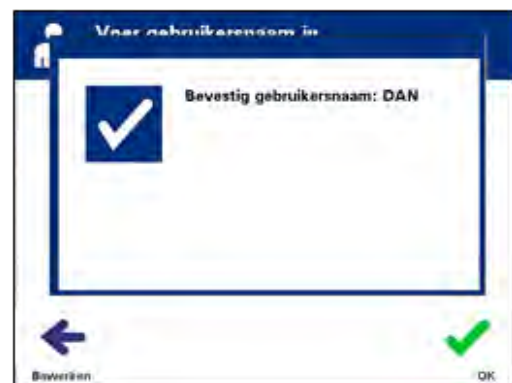 Voer gebruikersnaam in
Bevestig gebruikersnaam: DAN
Bewerken
OK